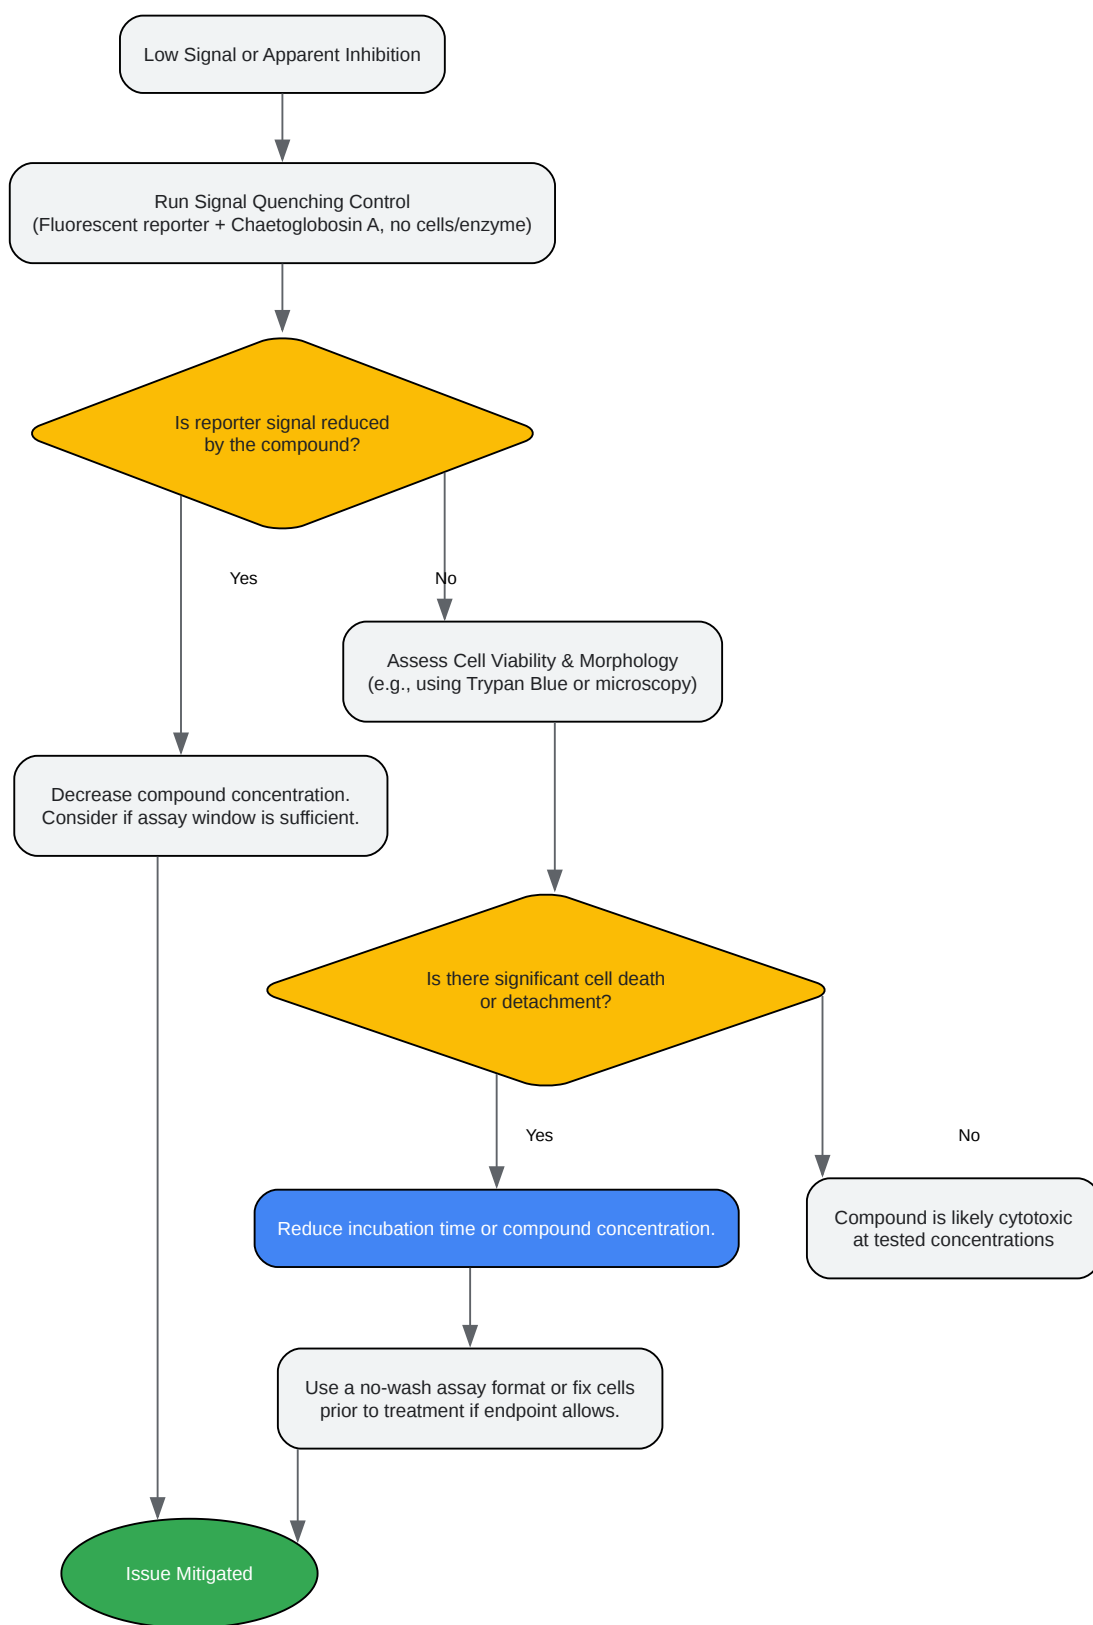 Low Signal or Apparent Inhibition
Run Signal Quenching Control
(Fluorescent reporter + Chaetoglobosin A, no cells/enzyme)
Is reporter signal reduced
by the compound?
Yes
No
Assess Cell Viability & Morphology
(e.g., using Trypan Blue or microscopy)
Decrease compound concentration.
Consider if assay window is sufficient.
Is there significant cell death
or detachment?
Yes
No
Reduce incubation time or compound concentration.
Compound is likely cytotoxic
at tested concentrations
Use a no-wash assay format or fix cells
prior to treatment if endpoint allows.
Issue Mitigated